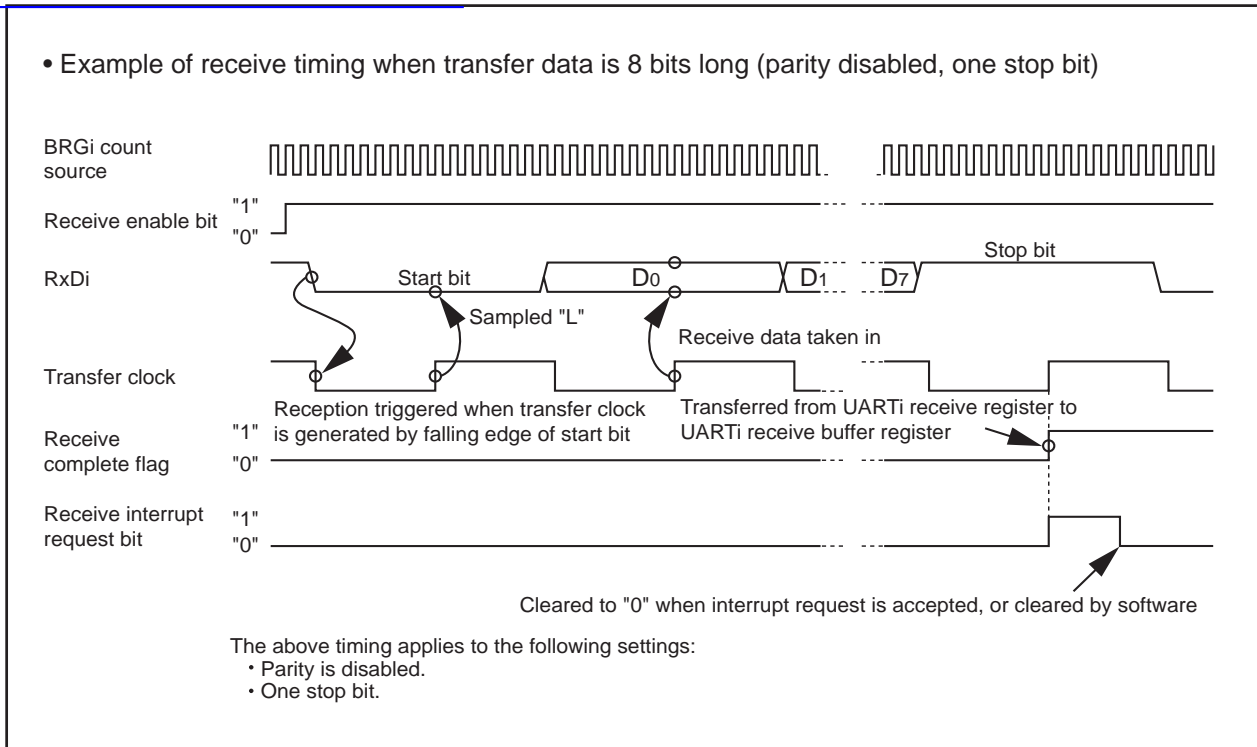 • Example of receive timing when transfer data is 8 bits long (parity disabled, one stop bit)
BRGi count
source
Receive enable bit
"1"
"0"
RxDi
Start bit
D0
D1
D7
Stop bit
Sampled "L"
Receive data taken in
Transfer clock
Reception triggered when transfer clock
is generated by falling edge of start bit
Transferred from UARTi receive register to
UARTi receive buffer register
Receive
complete flag
"1"
"0"
Receive interrupt
request bit
"1"
"0"
Cleared to "0" when interrupt request is accepted, or cleared by software
The above timing applies to the following settings:
• Parity is disabled.
• One stop bit.